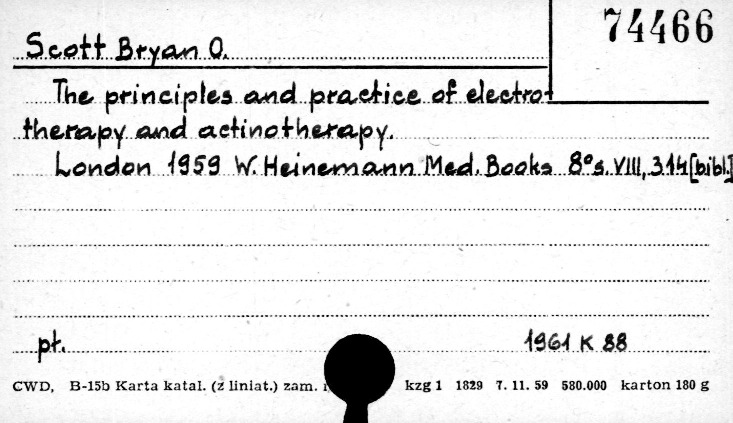 74466
Scott Bryan O.
The principles and practice of electro-
therapy and actinotherapy.
London 1959 W. Heinemann Med. Books 8° s. VIII, 314 [bibl.]
pt. 1961 K 88
CWD, B-15b Karta katal. (z liniat.) zam. kzg 1 1829 7. 11. 59 580.000 karton 180 g